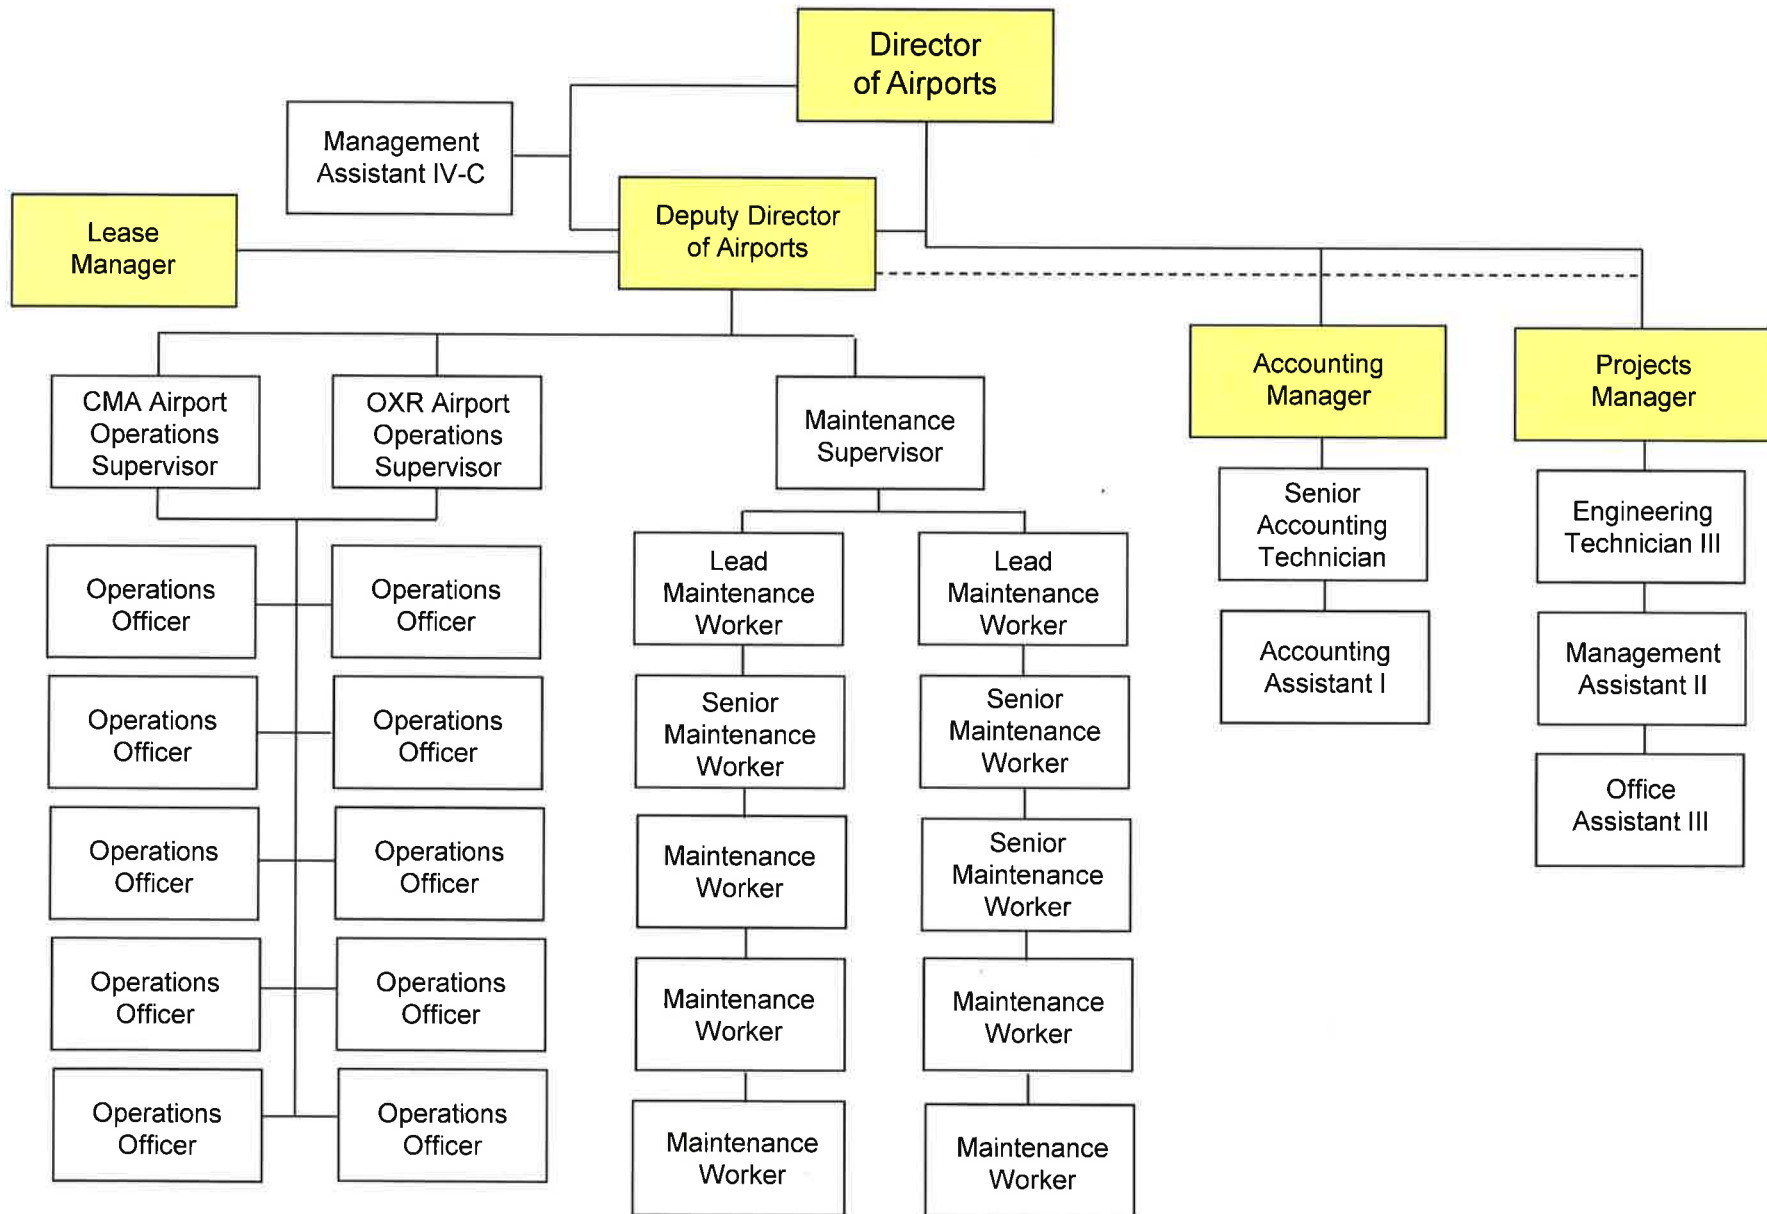 Director
of Airports
Management
Assistant IV-C
Lease
Manager
Deputy Director
of Airports
CMA Airport
Operations
Supervisor
OXR Airport
Operations
Supervisor
Maintenance
Supervisor
Accounting
Manager
Projects
Manager
Operations
Officer
Operations
Officer
Operations
Officer
Operations
Officer
Operations
Officer
Operations
Officer
Operations
Officer
Operations
Officer
Operations
Officer
Operations
Officer
Lead
Maintenance
Worker
Senior
Maintenance
Worker
Maintenance
Worker
Maintenance
Worker
Maintenance
Worker
Lead
Maintenance
Worker
Senior
Maintenance
Worker
Senior
Maintenance
Worker
Maintenance
Worker
Maintenance
Worker
Senior
Accounting
Technician
Accounting
Assistant I
Engineering
Technician III
Management
Assistant II
Office
Assistant III